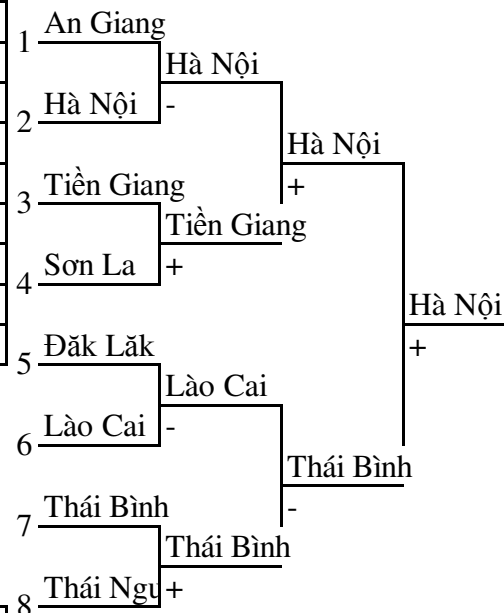 An Giang
1
Hà Nội
Hà Nội
-
2
Hà Nội
+
Tiền Giang
3
Tiền Giang
+
Sơn La
4
Hà Nội
+
Đăk Lăk
5
Lào Cai
-
Lào Cai
6
Thái Bình
-
Thái Bình
7
Thái Bình
+
Thái Ngu
8